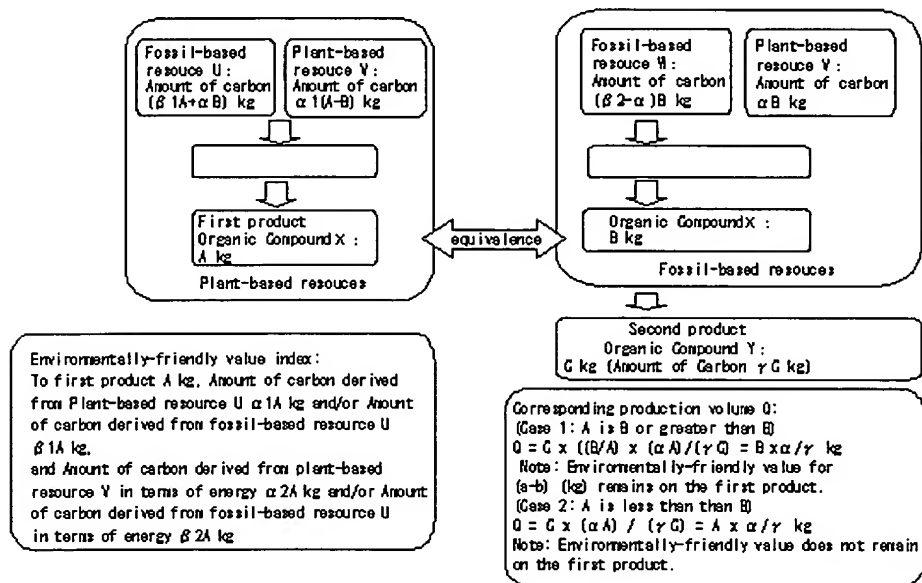 Fossil-based
resouce U:
Amount of carbon
(β1A+αB) kg
Plant-based
resouce V:
Amount of carbon
α1(A-B) kg
First product
Organic Compound X :
A kg
Plant-based resouces
equivalence
Fossil-based
resouce W:
Amount of carbon
(β2-α)B kg
Plant-based
resouce V:
Amount of carbon
αB kg
Organic Compound X :
B kg
Fossil-based resouces
Second product
Organic Compound Y :
G kg (Amount of Carbon γG kg)
Environmentally-friendly value index:
To first product A kg, Amount of carbon derived
from Plant-based resource U α1A kg and/or Amount
of carbon derived from fossil-based resource U
β1A kg,
and Amount of carbon derived from plant-based
resource V in terms of energy α2A kg and/or Amount
of carbon derived from fossil-based resource U
in terms of energy β2A kg
Corresponding production volume Q:
(Case 1: A is B or greater than B)
Q = G x ((B/A) x (αA)/(γG) = B x α/γ kg
Note: Environmentally-friendly value for
(a-b) (kg) remains on the first product.
(Case 2: A is less than than B)
Q = G x (αA) / (γG) = A x α/γ kg
Note: Environmentally-friendly value does not remain
on the first product.